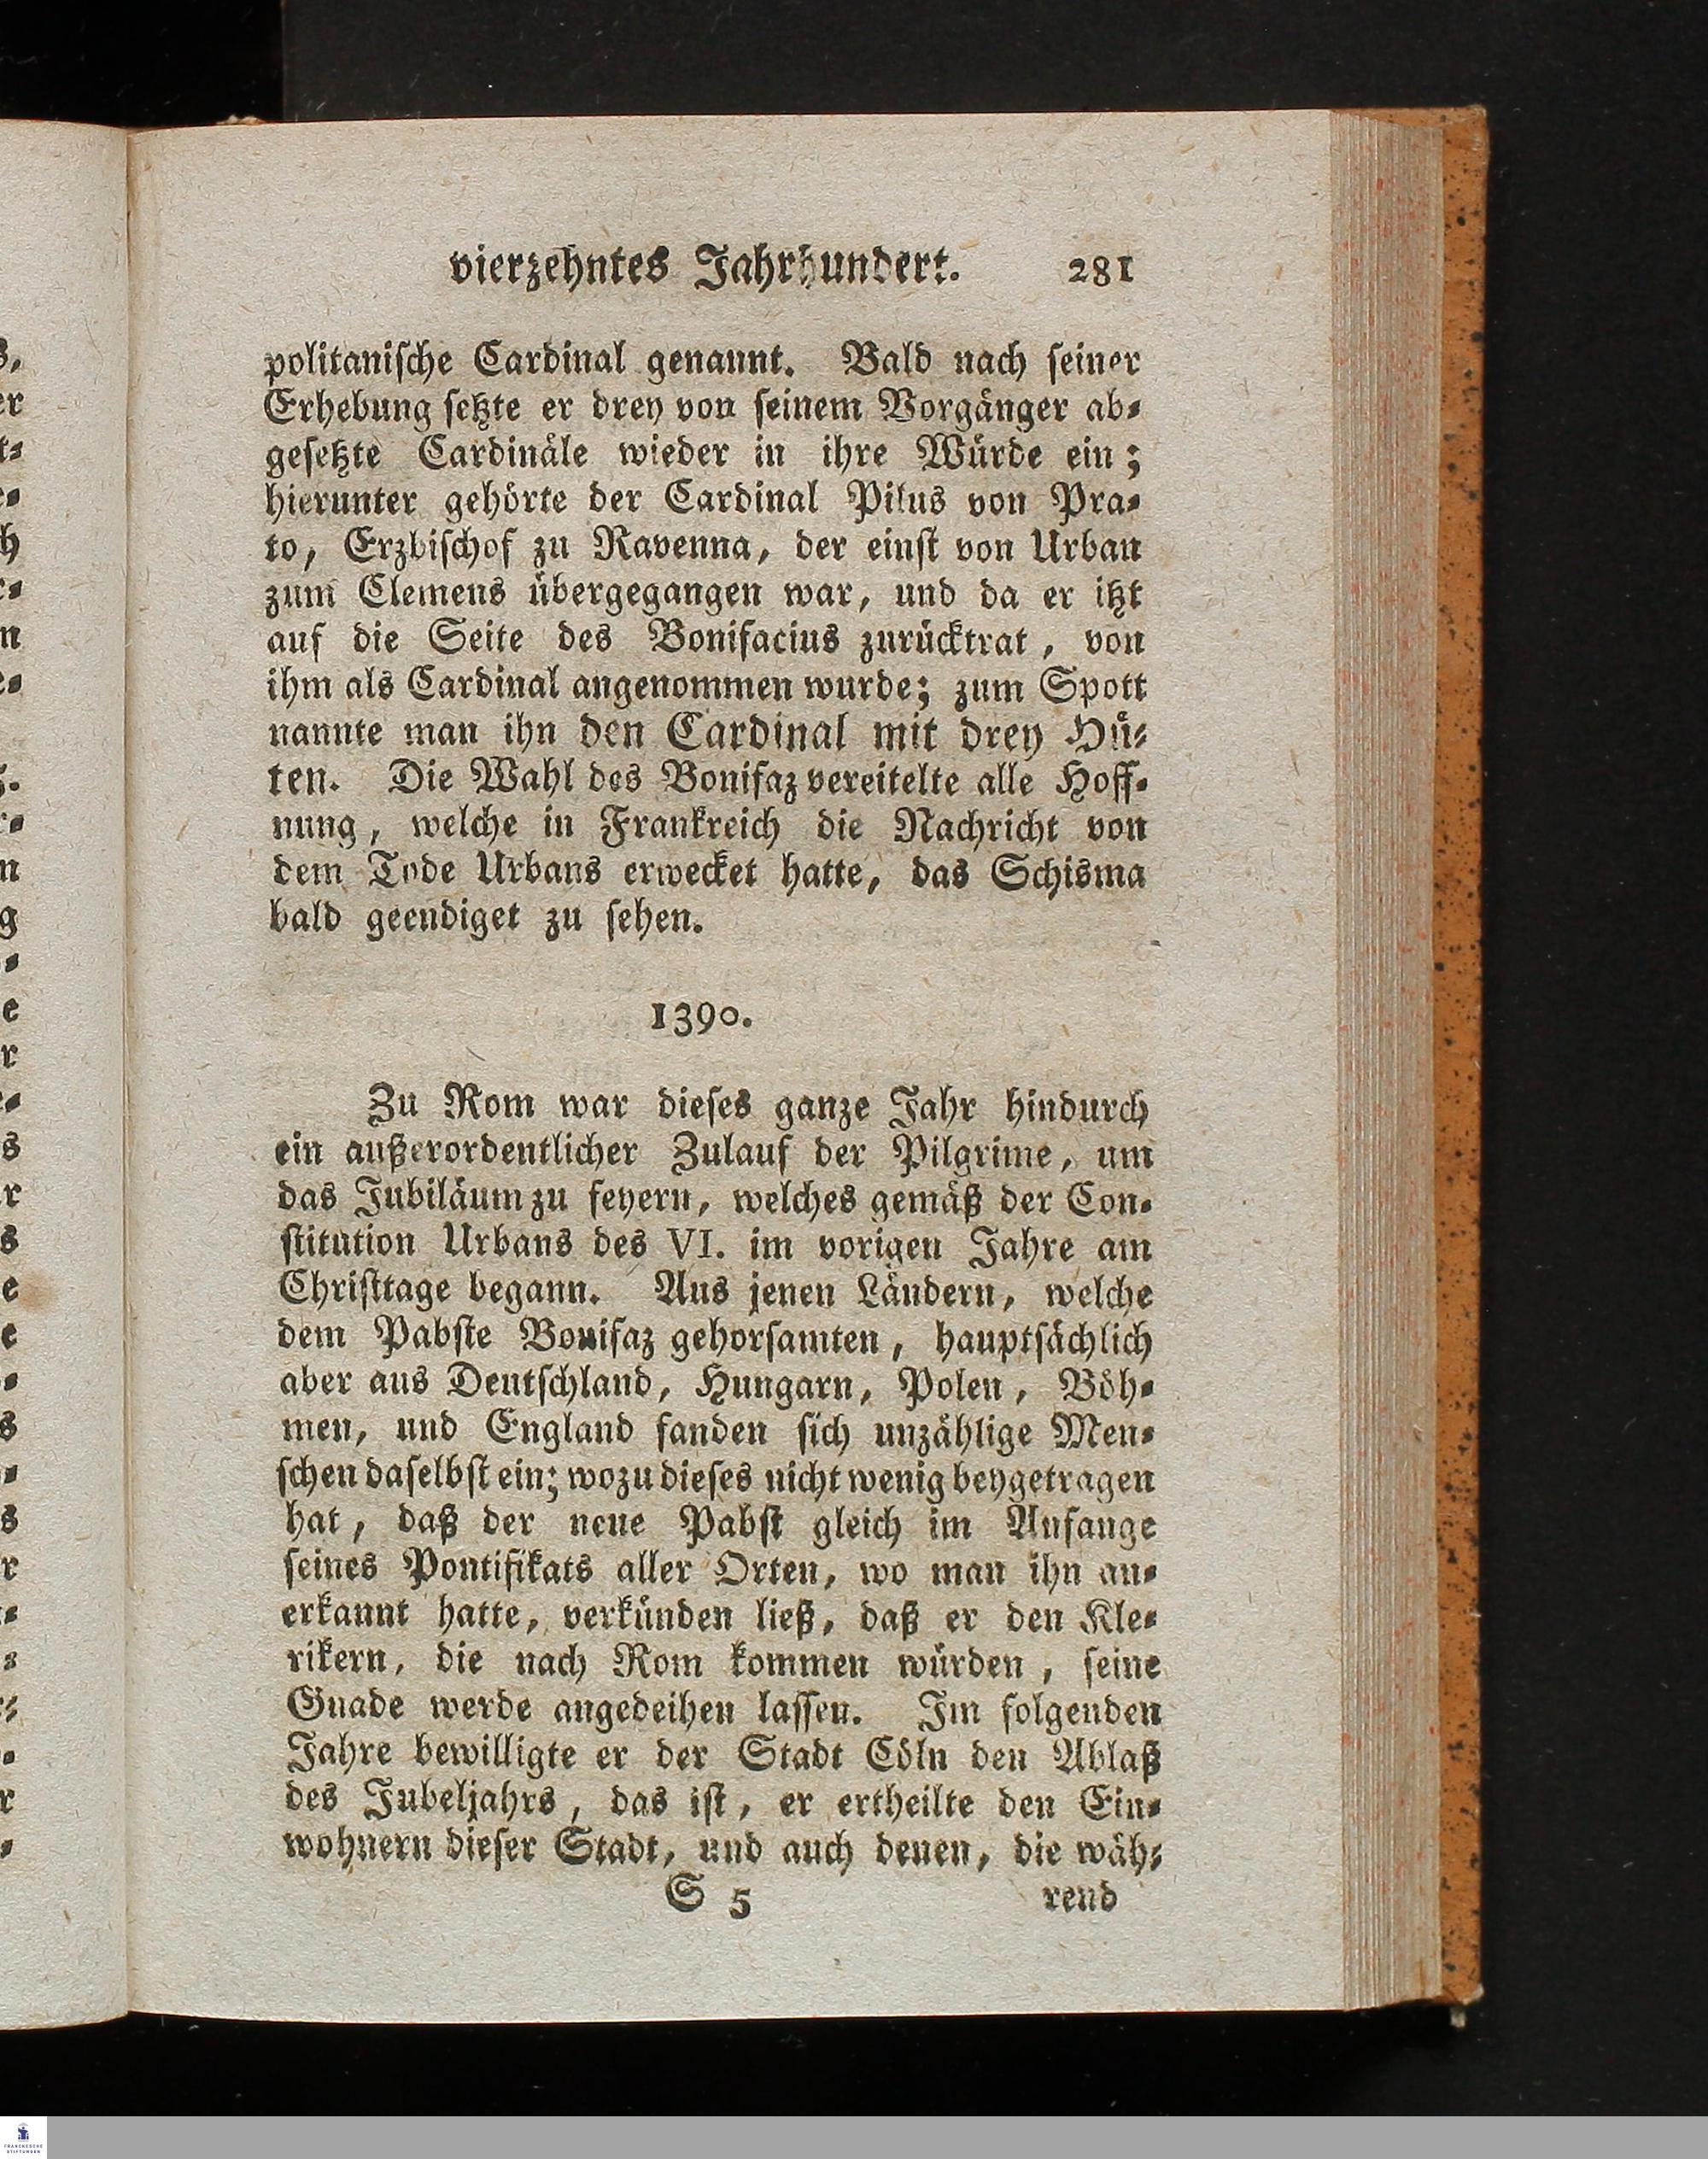 vierzehntes Jahrhundert. 281
politanische Cardinal genannt. Bald nach seiner
Erhebung setzte er drey von seinem Vorgänger ab⸗
gesetzte Cardinäle wieder in ihre Würde ein;
hierunter gehörte der Cardinal Pilus von Pra⸗
to, Erzbischof zu Ravenna, der einst von Urban
zum Clemens übergegangen war, und da er itzt
auf die Seite des Bonifacius zurücktrat, von
ihm als Cardinal angenommen wurde; zum Spott
nannte man ihn den Cardinal mit drey Hü⸗
ten. Die Wahl des Bonifaz vereitelte alle Hoff⸗
nung, welche in Frankreich die Nachricht von
dem Tode Urbans erwecket hatte, das Schisma
bald geendiget zu sehen.
1390.
Zu Rom war dieses ganze Jahr hindurch
ein außerordentlicher Zulauf der Pilgrime, um
das Jubiläum zu feyern, welches gemäß der Con⸗
stitution Urbans des VI. im vorigen Jahre am
Christtage begann. Aus jenen Ländern, welche
dem Pabste Bonifaz gehorsamten, hauptsächlich
aber aus Deutschland, Hungarn, Polen, Böh⸗
men, und England fanden sich unzählige Men⸗
schen daselbst ein; wozu dieses nicht wenig beygetragen
hat, daß der neue Pabst gleich im Anfange
seines Pontifikats aller Orten, wo man ihn an⸗
erkannt hatte, verkünden ließ, daß er den Kle⸗
rikern, die nach Rom kommen würden, seine
Gnade werde angedeihen lassen. Im folgenden
Jahre bewilligte er der Stadt Cöln den Ablaß
des Jubeljahrs, das ist, er ertheilte den Ein⸗
wohnern dieser Stadt, und auch denen, die wäh⸗
S 5 rend
FRANCKESCHE
STIFTUNGEN